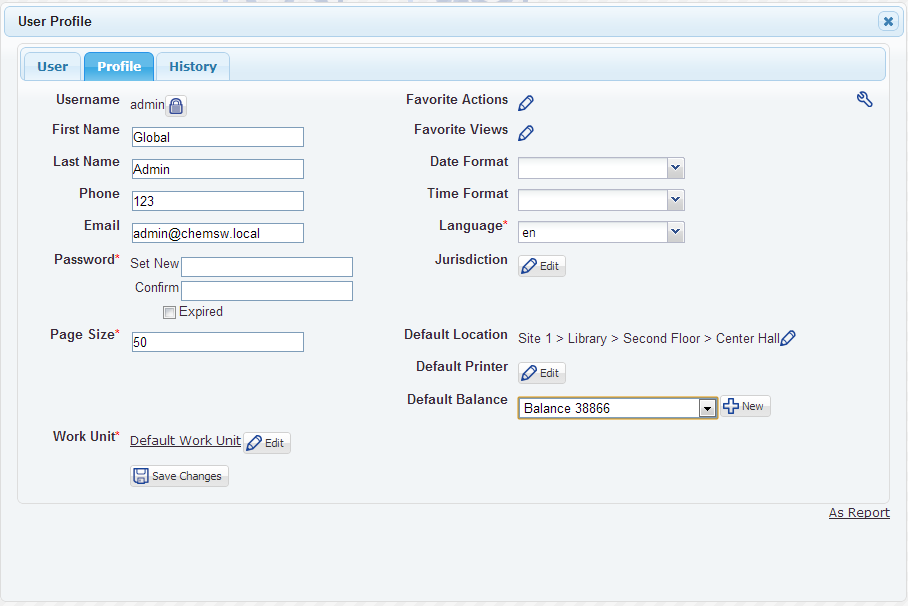 User Profile
User
Profile
History
Username admin
First Name Global
Last Name Admin
Phone 123
Email admin@chemsw.local
Password* Set New
Confirm
Expired
Page Size* 50
Work Unit* Default Work Unit Edit
Save Changes
Favorite Actions
Favorite Views
Date Format
Time Format
Language* en
Jurisdiction Edit
Default Location Site 1 > Library > Second Floor > Center Hall
Default Printer Edit
Default Balance Balance 38866 New
As Report